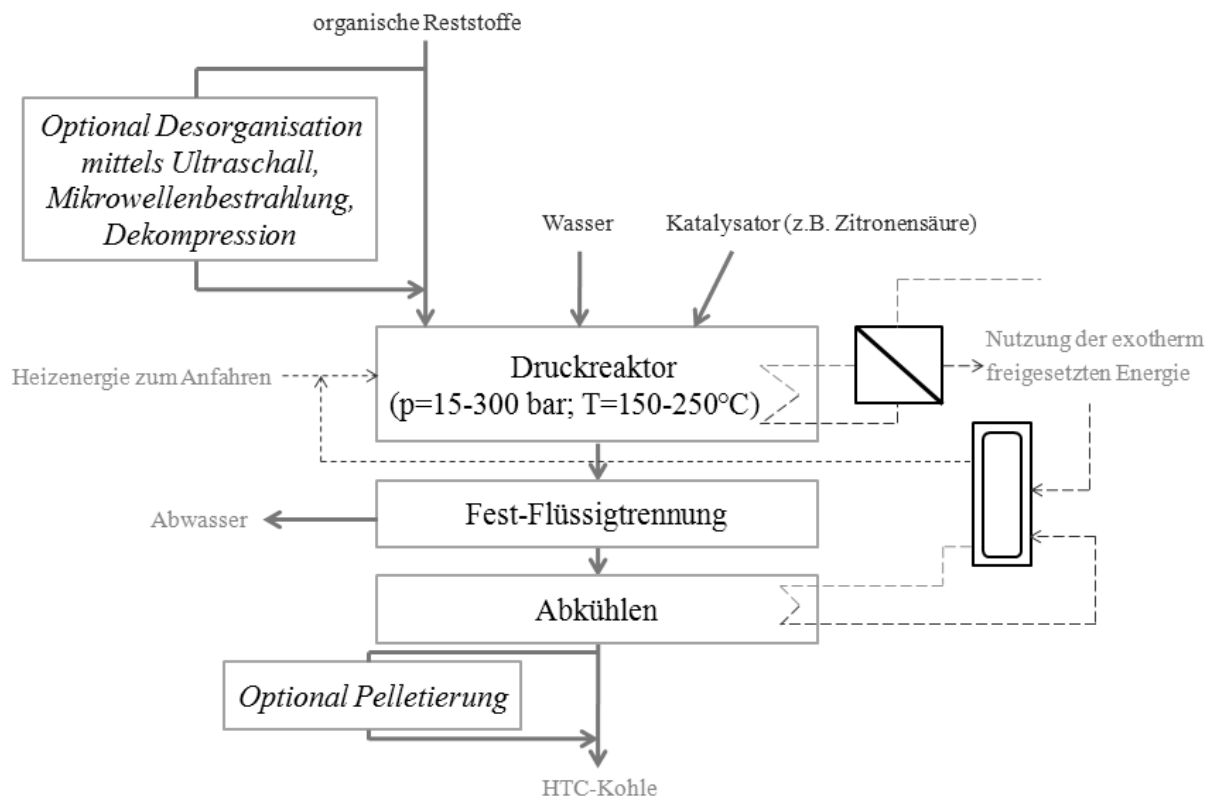 organische Reststoffe
Optional Desorganisation
mittels Ultraschall,
Mikrowellenbestrahlung,
Dekompression
Wasser
Katalysator (z.B. Zitronensäure)
Heizenergie zum Anfahren
Druckreaktor
(p=15-300 bar; T=150-250°C)
Nutzung der exotherm
freigesetzten Energie
Abwasser
Fest-Flüssigtrennung
Abkühlen
Optional Pelletierung
HTC-Kohle